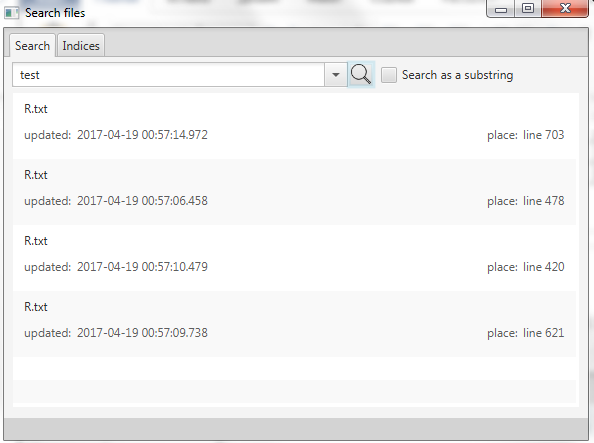 Search files
Search Indices
test Search as a substring
R.txt
updated: 2017-04-19 00:57:14.972 place: line 703
R.txt
updated: 2017-04-19 00:57:06.458 place: line 478
R.txt
updated: 2017-04-19 00:57:10.479 place: line 420
R.txt
updated: 2017-04-19 00:57:09.738 place: line 621